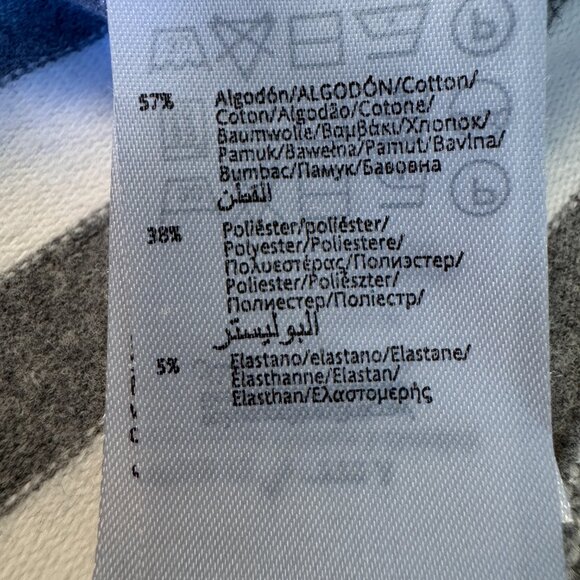 57% Algodón/ALGODÓN/Cotton/
Coton/Algodão/Cotone/
Baumwolle/Βαμβάκι/Хлопок/
Pamuk/Bawełna/Pamut/Bavlna/
Bumbac/Памук/Бавовна
القطن
38% Poliéster/poliéster/
Polyester/Poliestere/
Πολυεστέρας/Полиэстер/
Poliester/Poliészter/
Полиестер/Поліестр/
البوليستر
5% Elastano/elastano/Elastane/
Elasthanne/Elastan/
Elasthan/Ελαστομερής